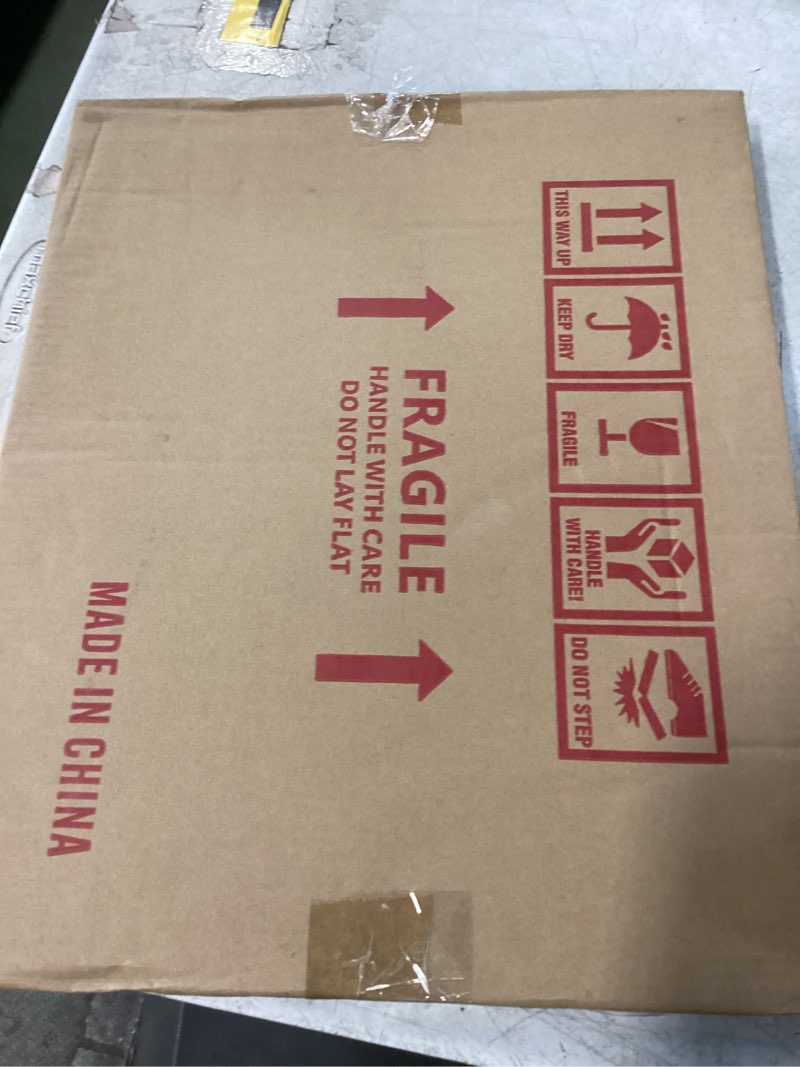 THIS WAY UP
KEEP DRY
FRAGILE
HANDLE
WITH CARE!
DO NOT STEP
FRAGILE
HANDLE WITH CARE
DO NOT LAY FLAT
MADE IN CHINA